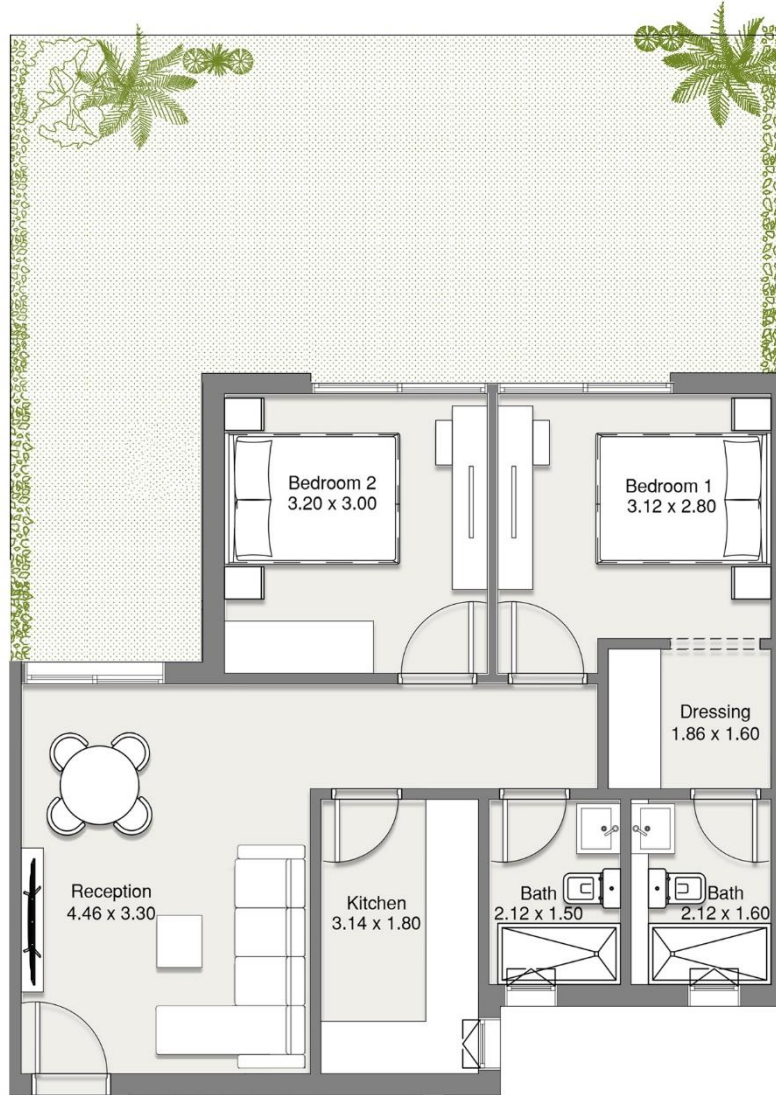 Bedroom 2
3.20 x 3.00
Bedroom 1
3.12 x 2.80
Dressing
1.86 x 1.60
Reception
4.46 x 3.30
Kitchen
3.14 x 1.80
Bath
2.12 x 1.50
Bath
2.12 x 1.60